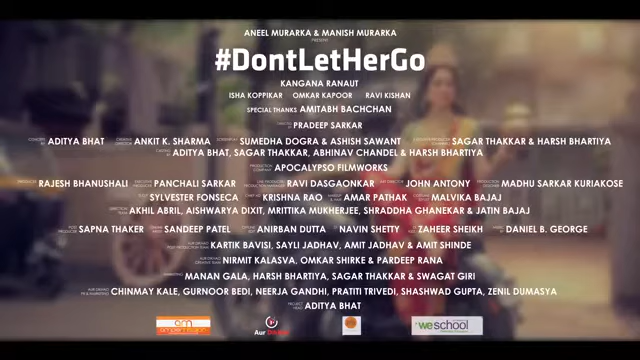 ANEEL MURARKA & MANISH MURARKA
PRESENT
#DontLetHerGo
KANGANA RANAUT
ISHA KOPPIKAR OMKAR KAPOOR RAVI KISHAN
SPECIAL THANKS AMITABH BACHCHAN
PRADEEP SARKAR
ADITYA BHAT ANKIT K. SHARMA SUMEDHA DOGRA & ASHISH SAWANT SAGAR THAKKAR & HARSH BHARTIYA
ADITYA BHAT, SAGAR THAKKAR, ABHINAV CHANDEL & HARSH BHARTIYA
APOCALYPSO FILMWORKS
RAJESH BHANUSHALI PANCHALI SARKAR RAVI DASGAONKAR JOHN ANTONY MADHU SARKAR KURIAKOSE
SYLVESTER FONSECA KRISHNA RAO AMAR PATHAK MALVIKA BAJAJ
AKHIL ABRIL, AISHWARYA DIXIT, MRITTIKA MUKHERJEE, SHRADDHA GHANEKAR & JATIN BAJAJ
SAPNA THAKER SANDEEP PATEL ANIRBAN DUTTA NAVIN SHETTY ZAHEER SHEIKH DANIEL B. GEORGE
KARTIK BAVISI, SAYLI JADHAV, AMIT JADHAV & AMIT SHINDE
NIRMIT KALASVA, OMKAR SHIRKE & PARDEEP RANA
MANAN GALA, HARSH BHARTIYA, SAGAR THAKKAR & SWAGAT GIRI
CHINMAY KALE, GURNOOR BEDI, NEERJA GANDHI, PRATITI TRIVEDI, SHASHWAD GUPTA, ZENIL DUMASYA
ADITYA BHAT
Aur Dikhao
weschool